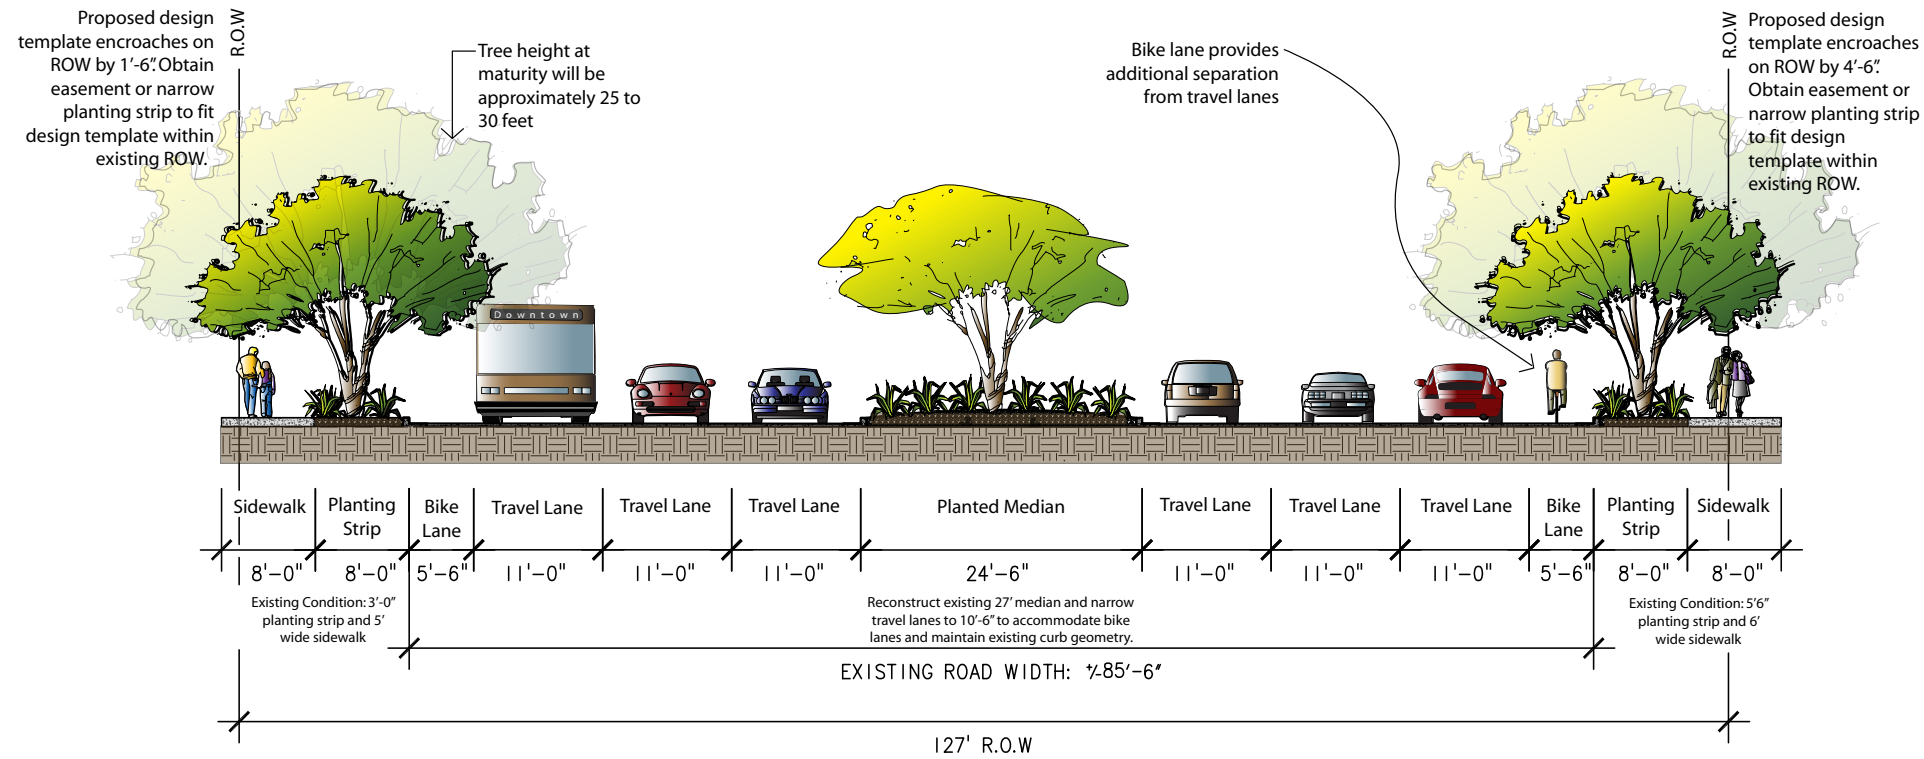 Proposed design
template encroaches on
ROW by 1'-6". Obtain
easement or narrow
planting strip to fit
design template within
existing ROW.
R.O.W
Tree height at
maturity will be
approximately 25 to
30 feet
Bike lane provides
additional separation
from travel lanes
R.O.W
Proposed design
template encroaches
on ROW by 4'-6".
Obtain easement or
narrow planting strip
to fit design
template within
existing ROW.
Downtown
Sidewalk
Planting
Strip
Bike
Lane
Travel Lane
Travel Lane
Travel Lane
Planted Median
Travel Lane
Travel Lane
Travel Lane
Bike
Lane
Planting
Strip
Sidewalk
8'-0" 8'-0" 5'-6" 11'-0" 11'-0" 11'-0" 24'-6" 11'-0" 11'-0" 11'-0" 5'-6" 8'-0" 8'-0"
Existing Condition: 3'-0"
planting strip and 5'
wide sidewalk
Reconstruct existing 27' median and narrow
travel lanes to 10'-6" to accommodate bike
lanes and maintain existing curb geometry.
Existing Condition: 5'6"
planting strip and 6'
wide sidewalk
EXISTING ROAD WIDTH: +/-85'-6"
127' R.O.W